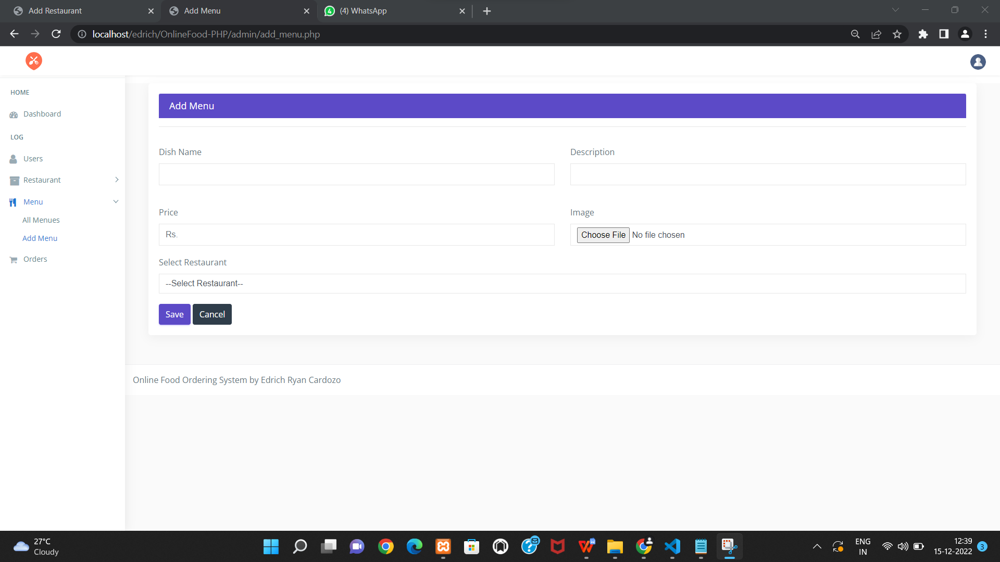 Add Restaurant
Add Menu
(4) WhatsApp
localhost/edrich/OnlineFood-PHP/admin/add_menu.php
HOME
Dashboard
LOG
Users
Restaurant
Menu
All Menues
Add Menu
Orders
Add Menu
Dish Name
Description
Price
Image
Rs.
Choose File No file chosen
Select Restaurant
--Select Restaurant--
Save Cancel
Online Food Ordering System by Edrich Ryan Cardozo
27°C
Cloudy
ENG
IN
12:39
15-12-2022
3